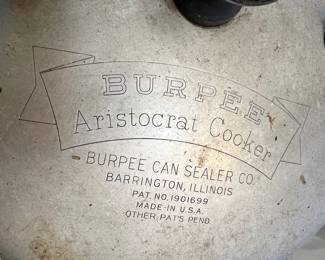 BURPEE
Aristocrat Cooker
BURPEE CAN SEALER CO.
BARRINGTON, ILLINOIS
PAT. NO. 1901699
MADE IN U.S.A.
OTHER PAT'S PEND.